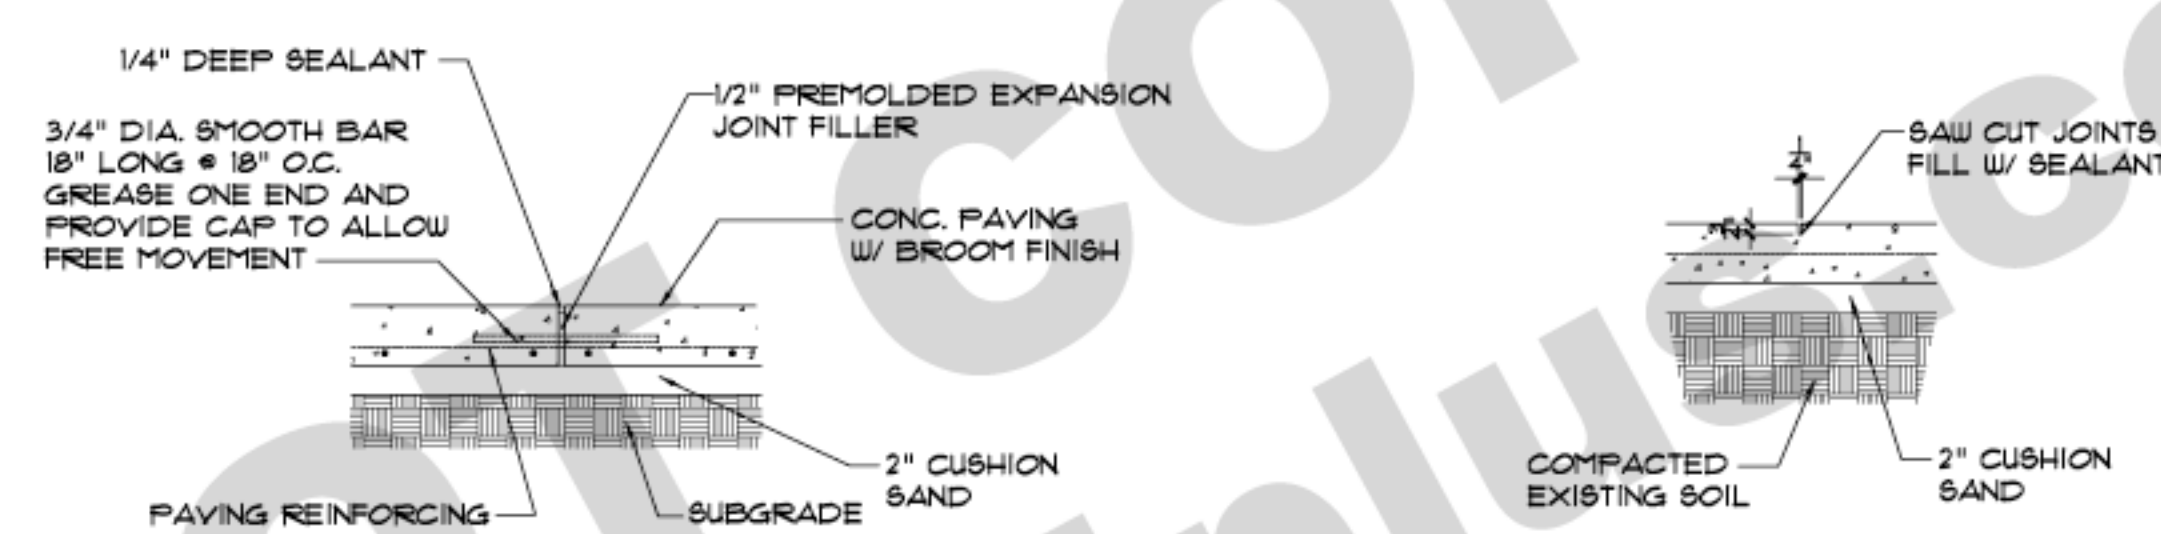 1/4" DEEP SEALANT
1/2" PREMOLDED EXPANSION
JOINT FILLER
3/4" DIA. SMOOTH BAR
18" LONG @ 18" O.C.
GREASE ONE END AND
PROVIDE CAP TO ALLOW
FREE MOVEMENT
CONC. PAVING
W/ BROOM FINISH
2" CUSHION
SAND
PAVING REINFORCING
SUBGRADE
SAW CUT JOINTS
FILL W/ SEALANT
COMPACTED
EXISTING SOIL
2" CUSHION
SAND